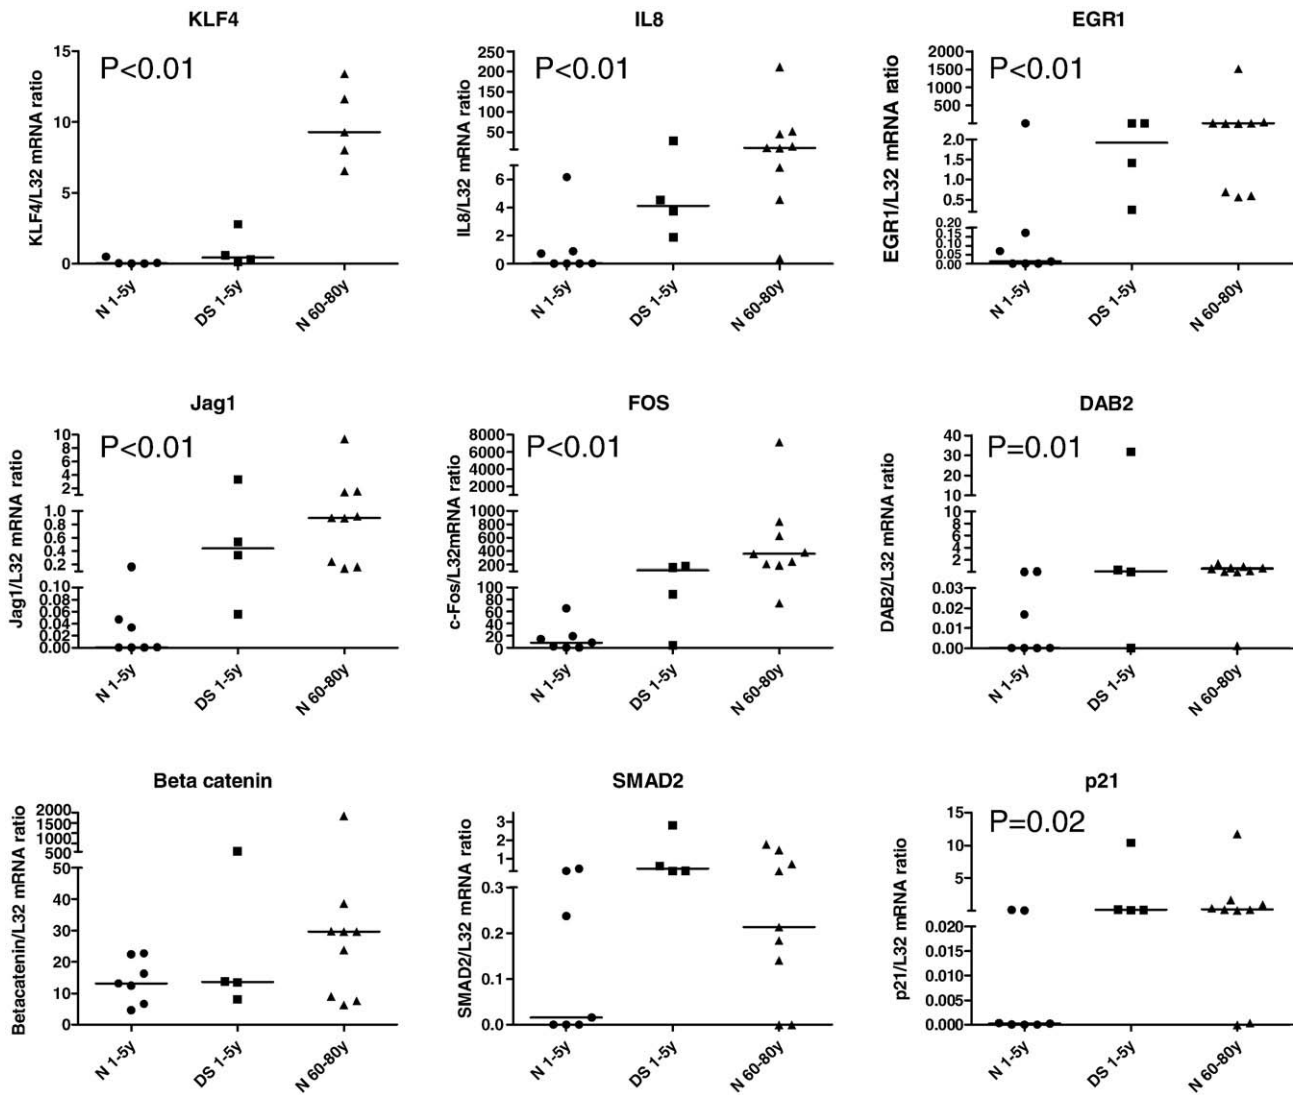 KLF4
P<0.01
KLF4/L32 mRNA ratio
15
10
5
0
N 1-5y
DS 1-5y
N 60-80y
IL8
P<0.01
IL8/L32 mRNA ratio
250
200
150
100
50
6
4
2
0
N 1-5y
DS 1-5y
N 60-80y
EGR1
P<0.01
EGR1/L32 mRNA ratio
2000
1500
1000
500
2.0
1.5
1.0
0.5
0.20
0.15
0.10
0.05
0.00
N 1-5y
DS 1-5y
N 60-80y
Jag1
P<0.01
Jag1/L32 mRNA ratio
10
8
6
4
2
1.0
0.8
0.6
0.4
0.2
0.10
0.08
0.06
0.04
0.02
0.00
N 1-5y
DS 1-5y
N 60-80y
FOS
P<0.01
c-Fos/L32mRNA ratio
8000
6000
4000
2000
1000
800
600
400
200
100
80
60
40
20
0
N 1-5y
DS 1-5y
N 60-80y
DAB2
P=0.01
DAB2/L32 mRNA ratio
40
30
20
10
10
8
6
4
2
0.03
0.02
0.01
0.00
N 1-5y
DS 1-5y
N 60-80y
Beta catenin
Betacatenin/L32 mRNA ratio
2000
1500
1000
500
50
40
30
20
10
0
N 1-5y
DS 1-5y
N 60-80y
SMAD2
SMAD2/L32 mRNA ratio
3
2
1
0.3
0.2
0.1
0.0
N 1-5y
DS 1-5y
N 60-80y
p21
P=0.02
p21/L32 mRNA ratio
15
10
5
0.020
0.015
0.010
0.005
0.000
N 1-5y
DS 1-5y
N 60-80y